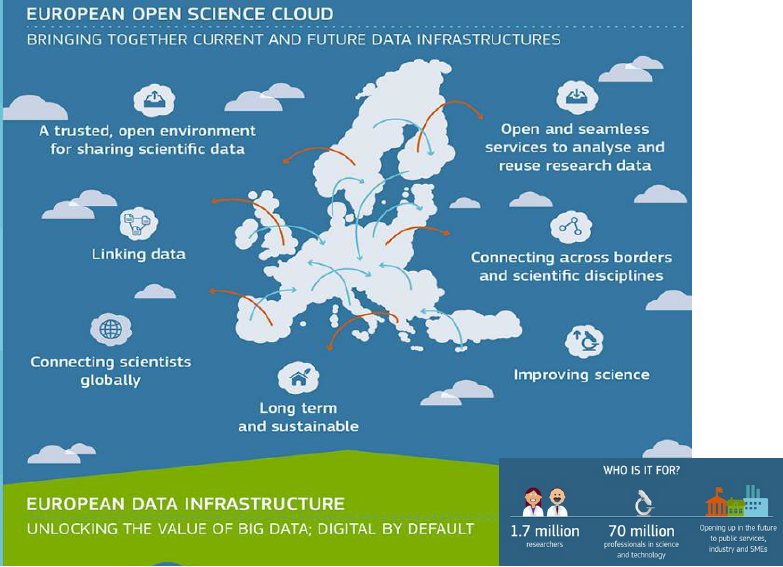 EUROPEAN OPEN SCIENCE CLOUD
BRINGING TOGETHER CURRENT AND FUTURE DATA INFRASTRUCTURES
A trusted, open environment
for sharing scientific data
Open and seamless
services to analyse and
reuse research data
Linking data
Connecting across borders
and scientific disciplines
Connecting scientists
globally
Improving science
Long term
and sustainable
EUROPEAN DATA INFRASTRUCTURE
UNLOCKING THE VALUE OF BIG DATA; DIGITAL BY DEFAULT
WHO IS IT FOR?
1.7 million
researchers
70 million
professionals in science
and technology
Opening up in the future
to public services,
industry and SMEs